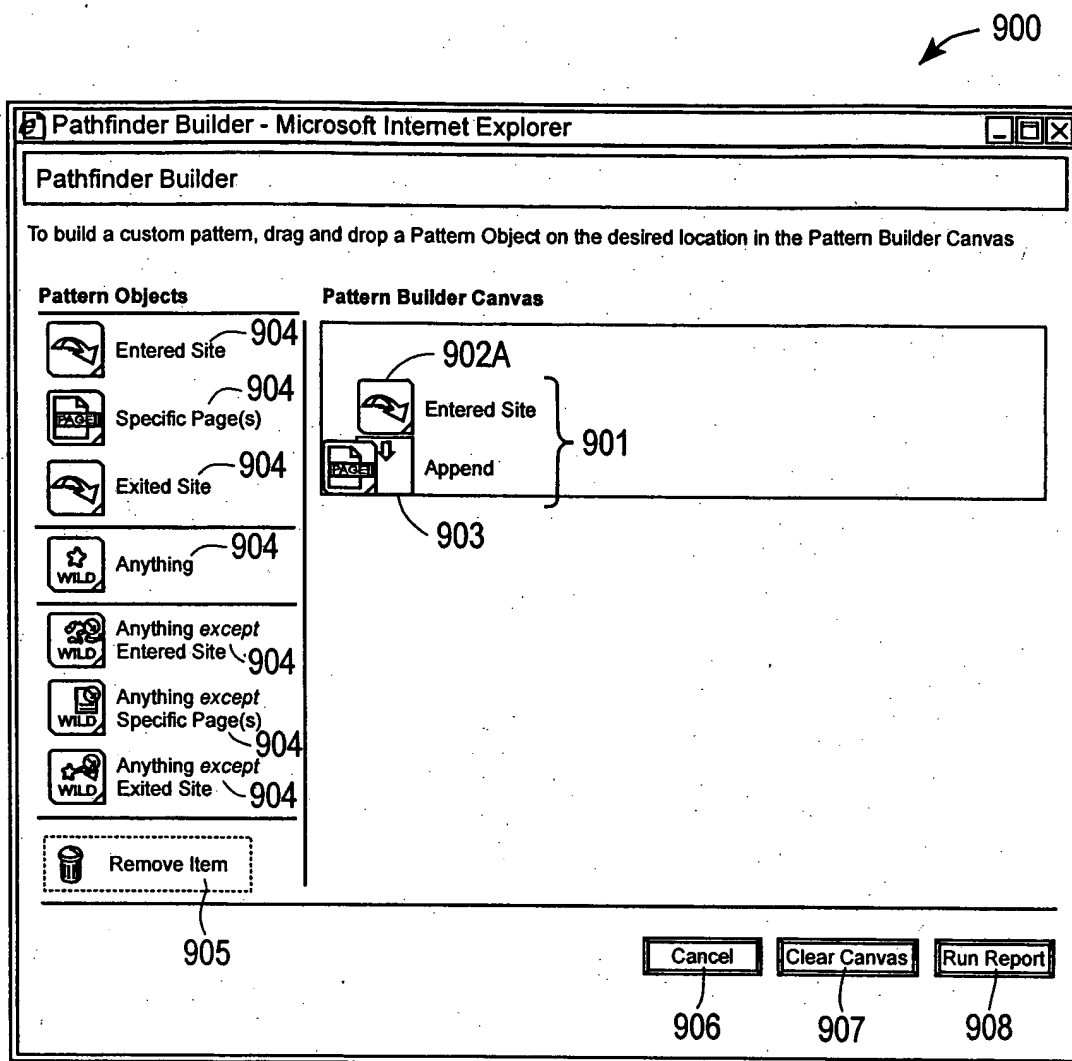 900
Pathfinder Builder - Microsoft Internet Explorer
Pathfinder Builder
To build a custom pattern, drag and drop a Pattern Object on the desired location in the Pattern Builder Canvas
Pattern Objects
Entered Site 904
PAGE
Specific Page(s) 904
Exited Site 904
WILD
Anything 904
WILD
Anything except
Entered Site 904
WILD
Anything except
Specific Page(s)
904
WILD
Anything except
Exited Site 904
Remove Item
905
Pattern Builder Canvas
902A
Entered Site
901
PAGE
Append
903
Cancel
Clear Canvas
Run Report
906
907
908